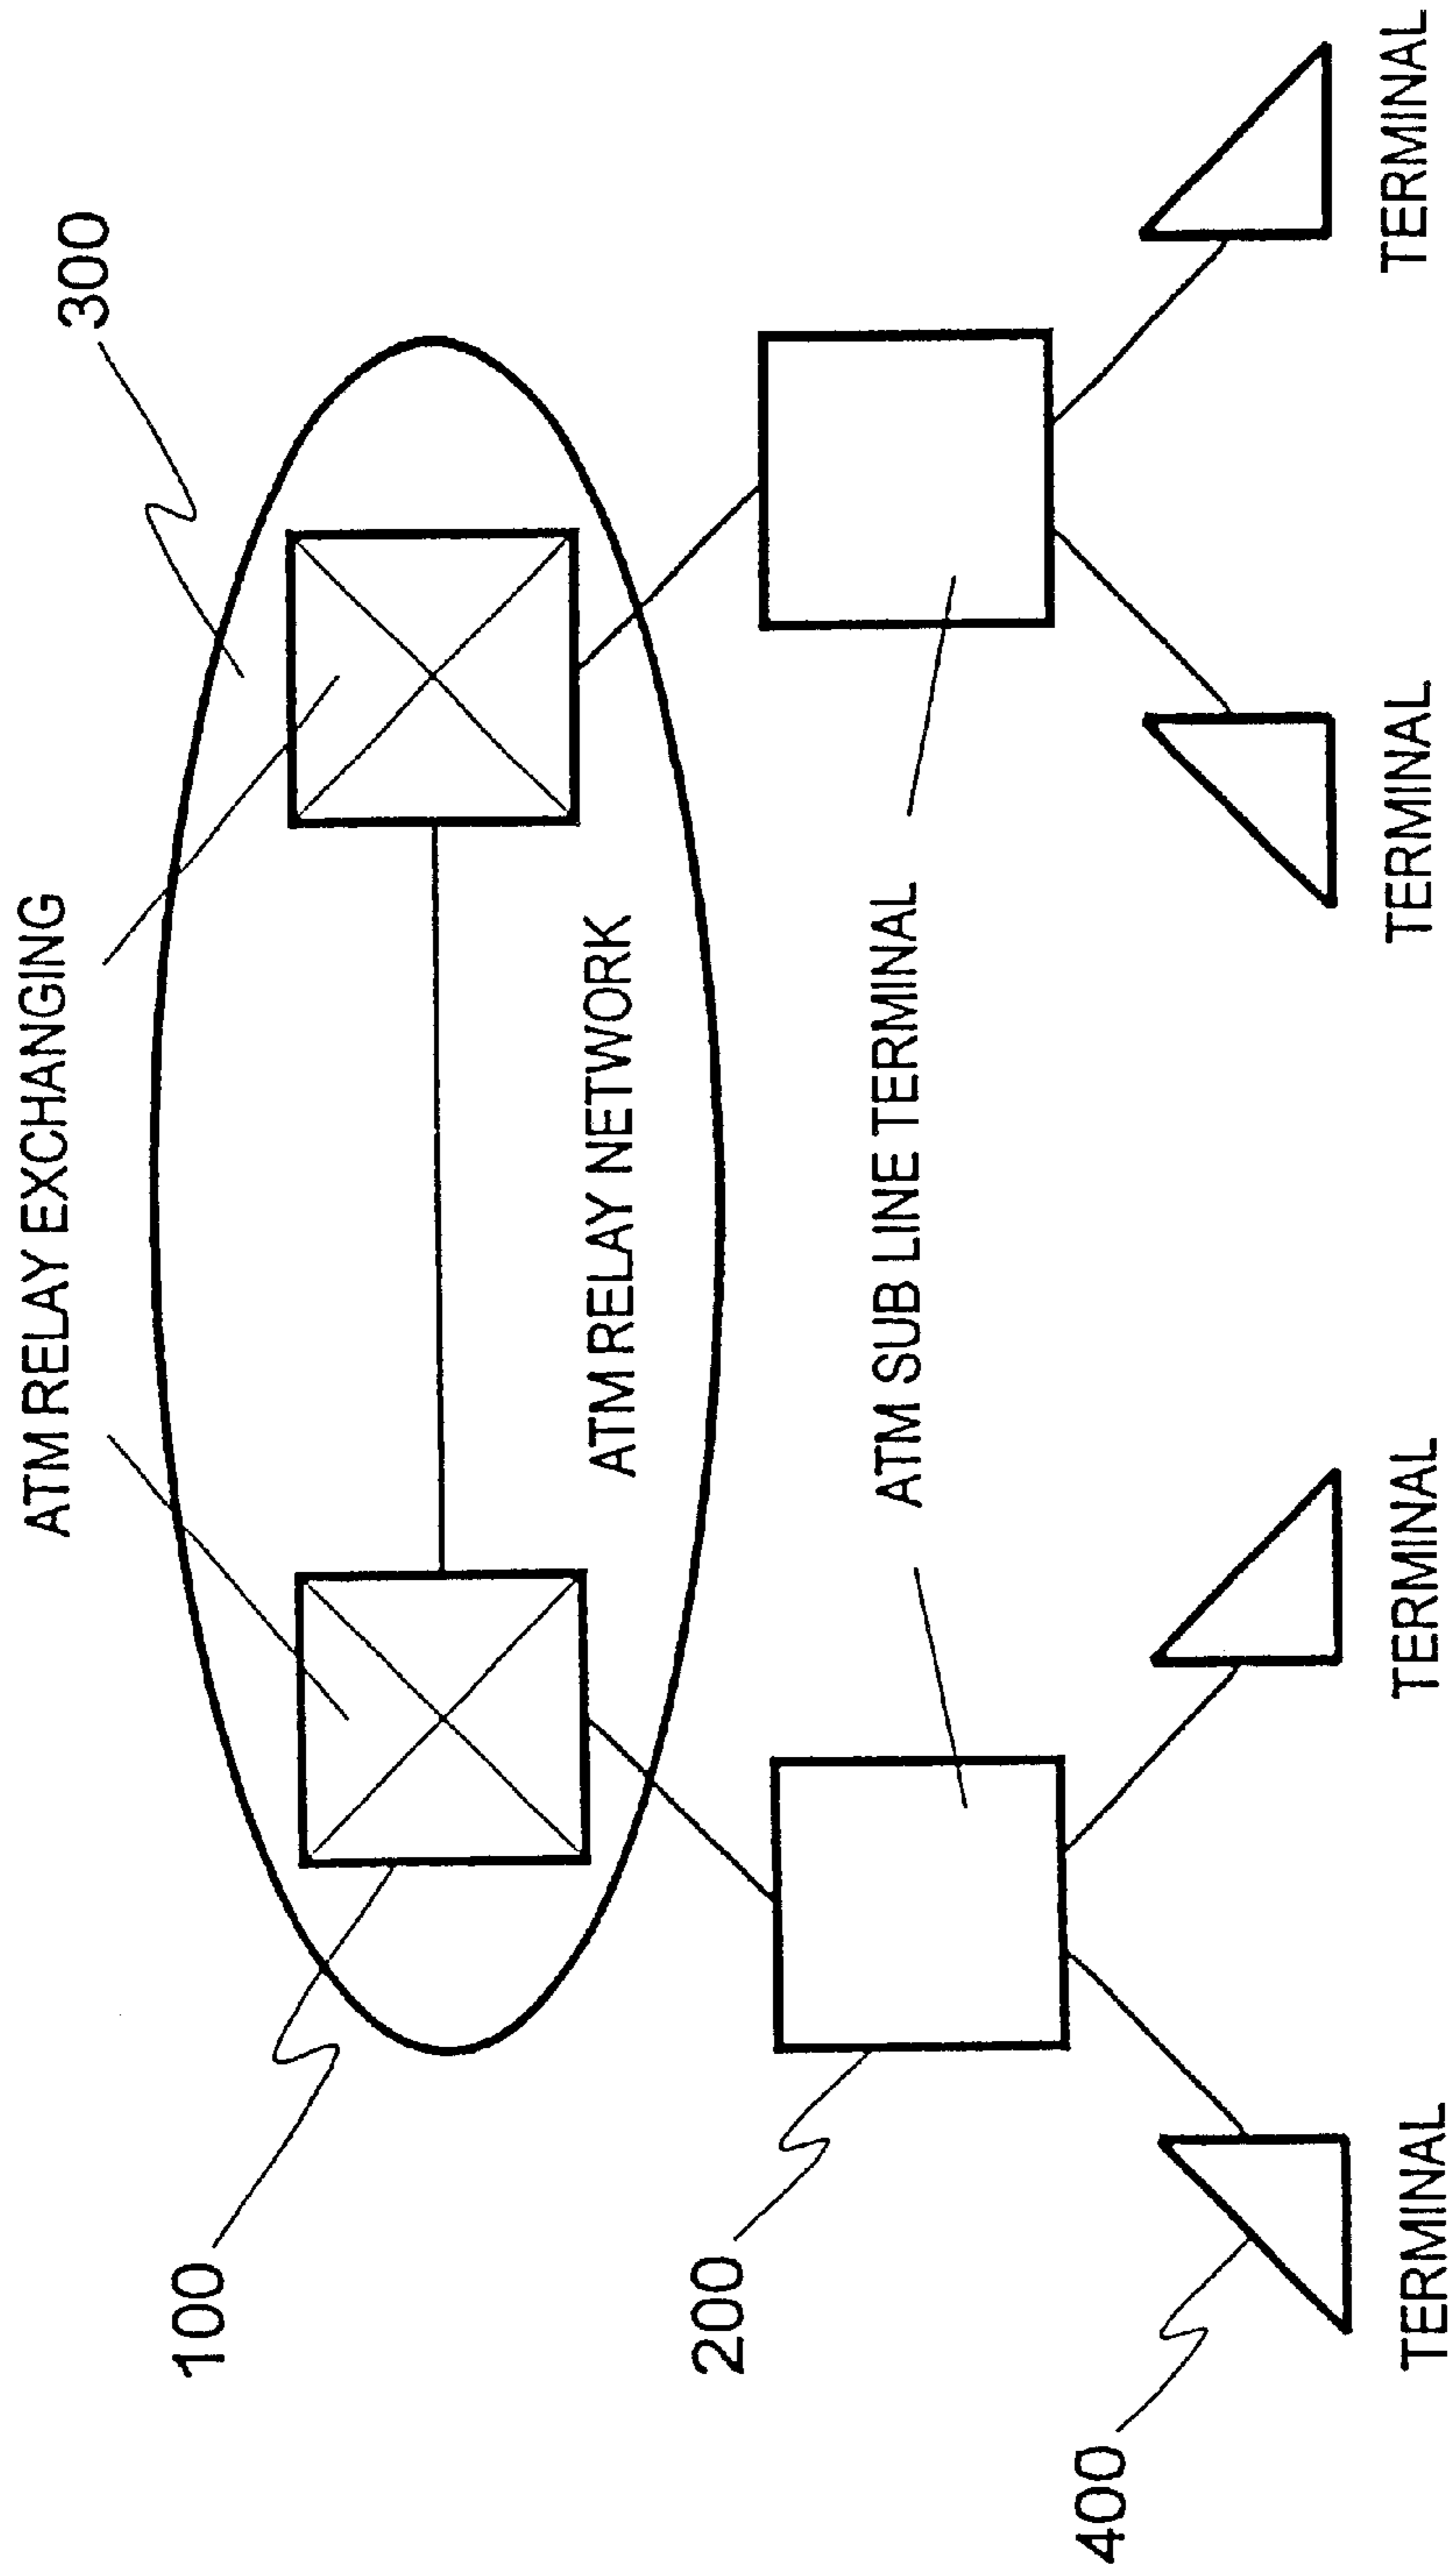 300
ATM RELAY EXCHANGING
100
ATM RELAY NETWORK
200
ATM SUB LINE TERMINAL
400
TERMINAL
TERMINAL
TERMINAL
TERMINAL